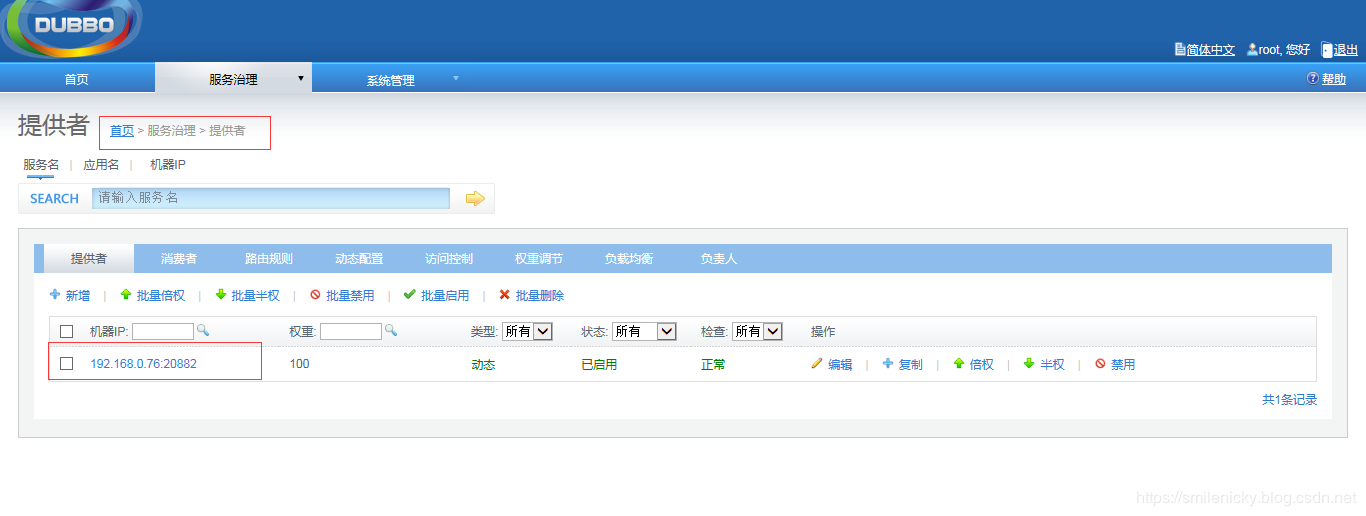 DUBBO
简体中文 root, 您好 退出
首页 服务治理 系统管理 帮助
提供者 首页 > 服务治理 > 提供者
服务名 | 应用名 | 机器IP
SEARCH 请输入服务名
提供者 消费者 路由规则 动态配置 访问控制 权重调节 负载均衡 负责人
新增 | 批量倍权 | 批量半权 | 批量禁用 | 批量启用 | 批量删除
机器IP: 权重: 类型: 所有 状态: 所有 检查: 所有 操作
192.168.0.76:20882 100 动态 已启用 正常 编辑 | 复制 | 倍权 | 半权 | 禁用
共1条记录
https://smilenicky.blog.csdn.net